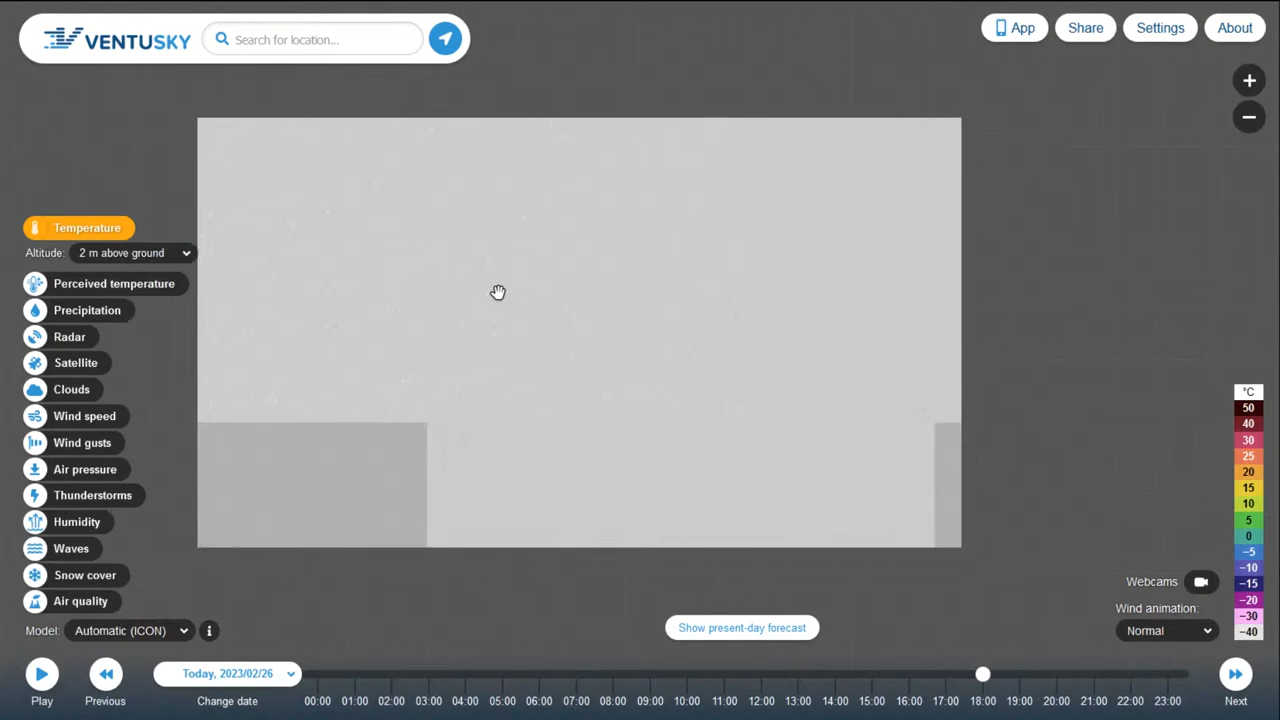 VENTUSKY
Search for location...
App
Share
Settings
About
+
−
Temperature
Altitude: 2 m above ground
Perceived temperature
Precipitation
Radar
Satellite
Clouds
Wind speed
Wind gusts
Air pressure
Thunderstorms
Humidity
Waves
Snow cover
Air quality
Model: Automatic (ICON) i
°C
50
40
30
25
20
15
10
5
0
−5
−10
−15
−20
−30
−40
Webcams
Wind animation:
Normal
Show present-day forecast
Today, 2023/02/26
Play
Previous
Change date
00:00 01:00 02:00 03:00 04:00 05:00 06:00 07:00 08:00 09:00 10:00 11:00 12:00 13:00 14:00 15:00 16:00 17:00 18:00 19:00 20:00 21:00 22:00 23:00
Next